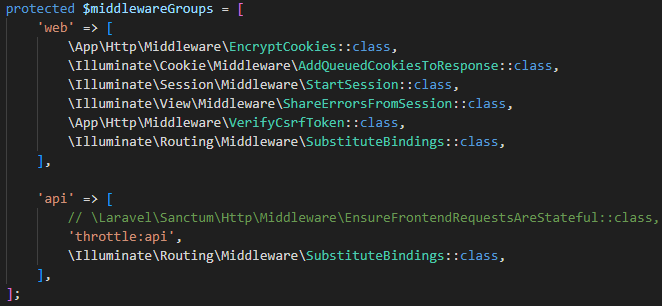 protected $middlewareGroups = [
'web' => [
\App\Http\Middleware\EncryptCookies::class,
\Illuminate\Cookie\Middleware\AddQueuedCookiesToResponse::class,
\Illuminate\Session\Middleware\StartSession::class,
\Illuminate\View\Middleware\ShareErrorsFromSession::class,
\App\Http\Middleware\VerifyCsrfToken::class,
\Illuminate\Routing\Middleware\SubstituteBindings::class,
],
'api' => [
// \Laravel\Sanctum\Http\Middleware\EnsureFrontendRequestsAreStateful::class,
'throttle:api',
\Illuminate\Routing\Middleware\SubstituteBindings::class,
],
];